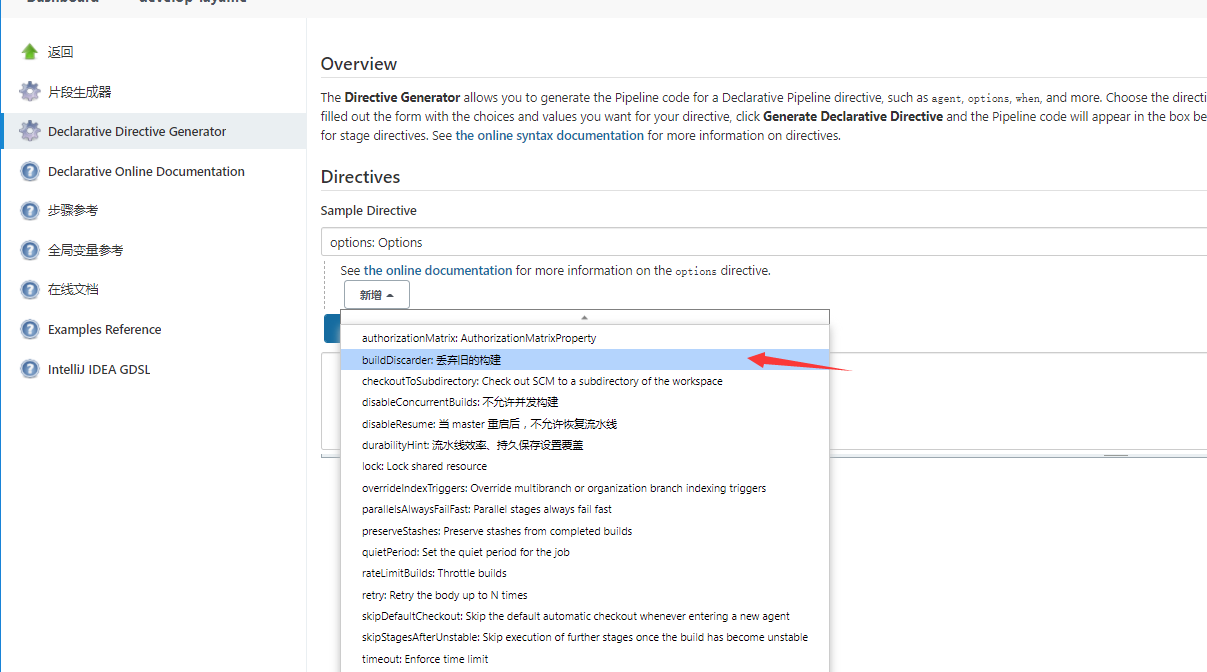 Dashboard develop-layame
返回
片段生成器
Declarative Directive Generator
Declarative Online Documentation
步骤参考
全局变量参考
在线文档
Examples Reference
IntelliJ IDEA GDSL
Overview
The Directive Generator allows you to generate the Pipeline code for a Declarative Pipeline directive, such as agent, options, when, and more. Choose the directi
filled out the form with the choices and values you want for your directive, click Generate Declarative Directive and the Pipeline code will appear in the box be
for stage directives. See the online syntax documentation for more information on directives.
Directives
Sample Directive
options: Options
See the online documentation for more information on the options directive.
新增
authorizationMatrix: AuthorizationMatrixProperty
buildDiscarder: 丢弃旧的构建
checkoutToSubdirectory: Check out SCM to a subdirectory of the workspace
disableConcurrentBuilds: 不允许并发构建
disableResume: 当 master 重启后，不允许恢复流水线
durabilityHint: 流水线效率、持久保存设置覆盖
lock: Lock shared resource
overrideIndexTriggers: Override multibranch or organization branch indexing triggers
parallelsAlwaysFailFast: Parallel stages always fail fast
preserveStashes: Preserve stashes from completed builds
quietPeriod: Set the quiet period for the job
rateLimitBuilds: Throttle builds
retry: Retry the body up to N times
skipDefaultCheckout: Skip the default automatic checkout whenever entering a new agent
skipStagesAfterUnstable: Skip execution of further stages once the build has become unstable
timeout: Enforce time limit